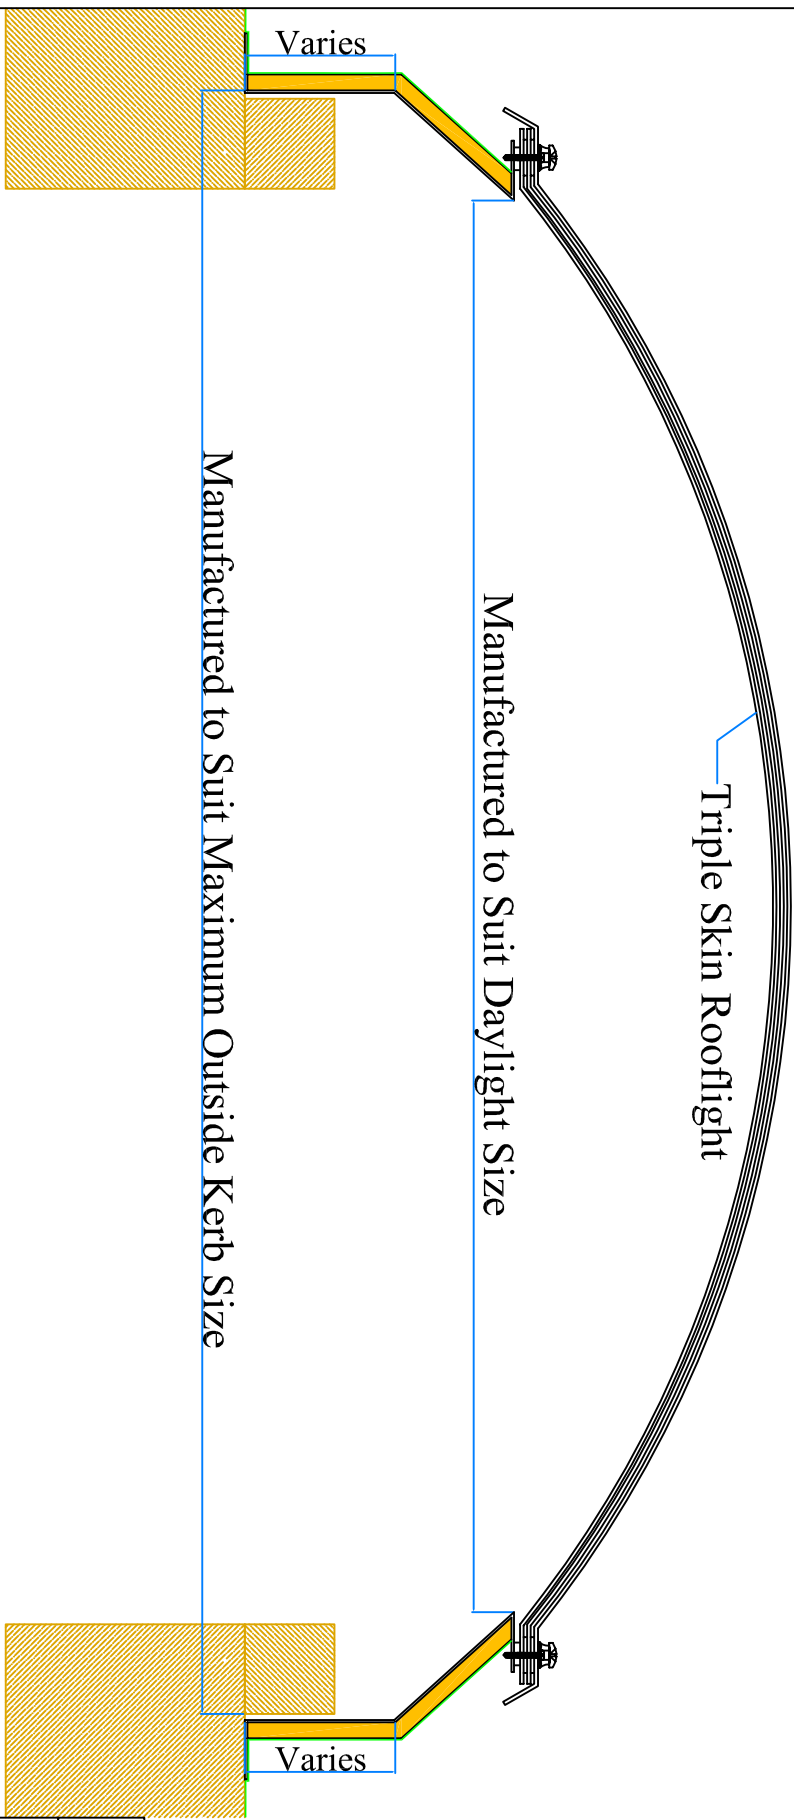 Varies
Triple Skin Rooflight
Manufactured to Suit Daylight Size
Manufactured to Suit Maximum Outside Kerb Size
Varies